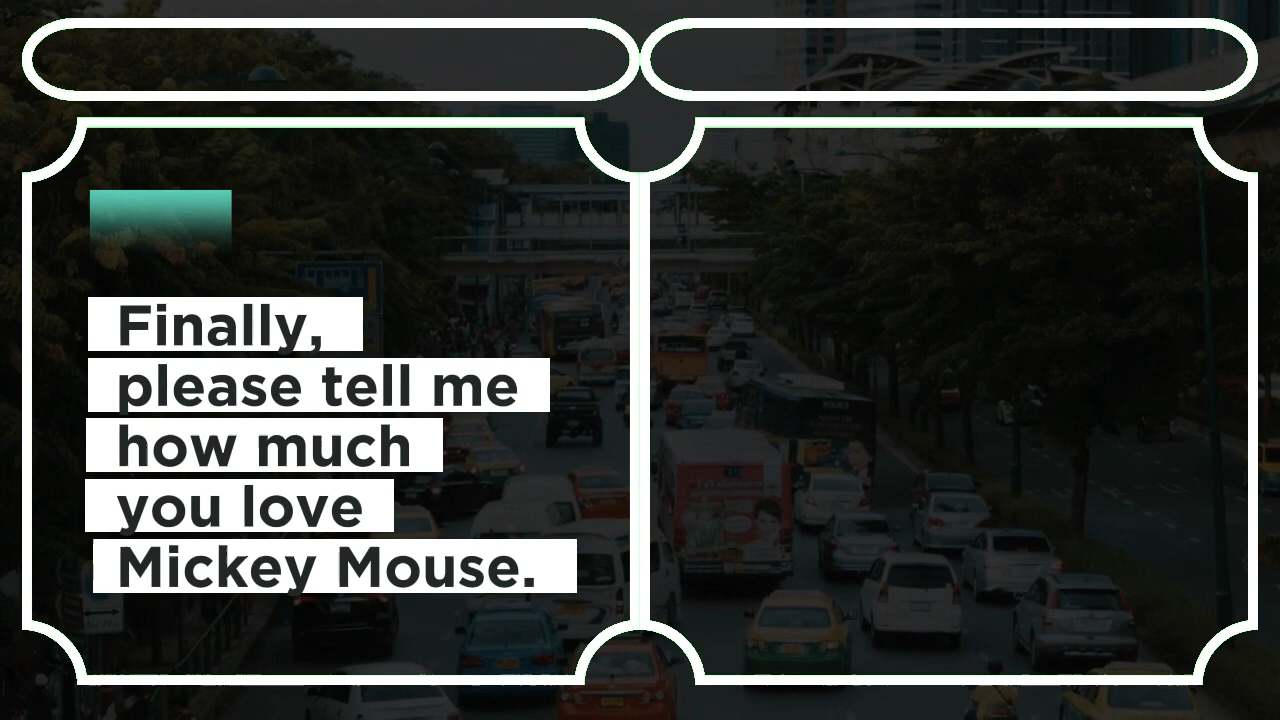 Finally,
please tell me
how much
you love
Mickey Mouse.